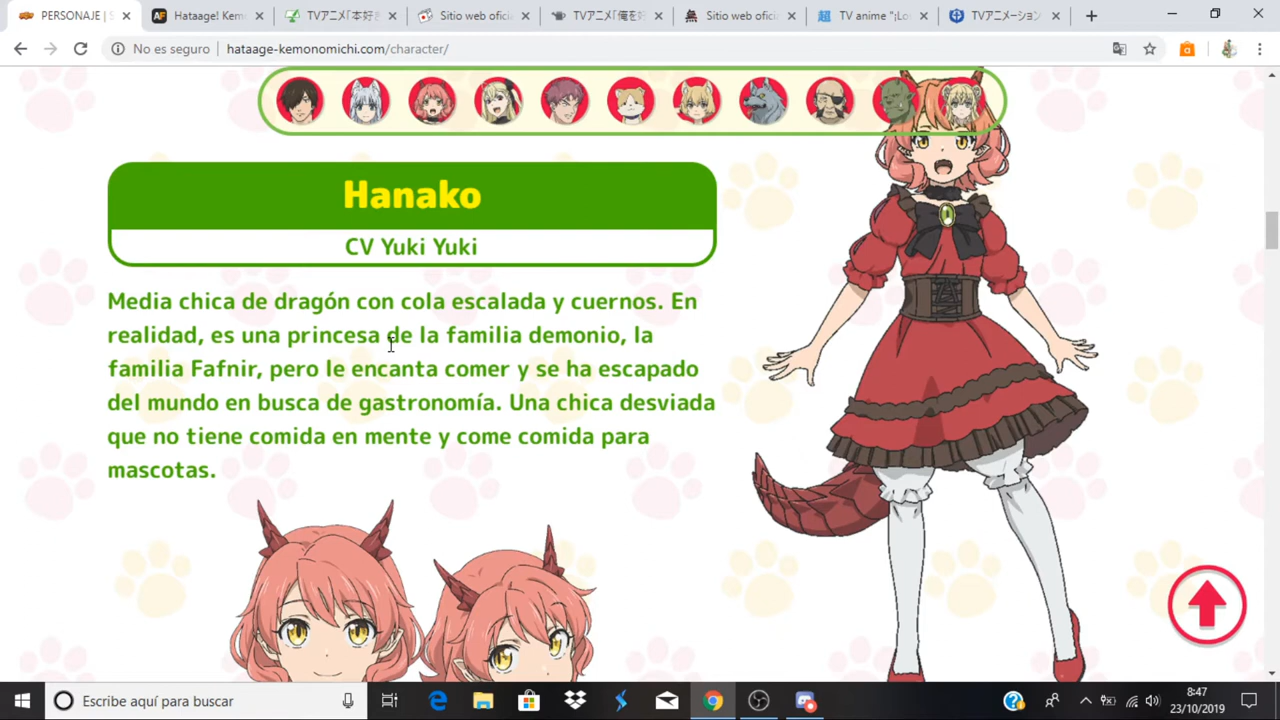 PERSONAJE | S
Hataage! Kem
TVアニメ「本好き
Sitio web oficia
TVアニメ「俺を好
Sitio web oficia
TV anime "¡Lo
TVアニメーション
No es seguro
hataage-kemonomichi.com/character/
Hanako
CV Yuki Yuki
Media chica de dragón con cola escalada y cuernos. En
realidad, es una princesa de la familia demonio, la
familia Fafnir, pero le encanta comer y se ha escapado
del mundo en busca de gastronomía. Una chica desviada
que no tiene comida en mente y come comida para
mascotas.
Escribe aquí para buscar
8:47
23/10/2019